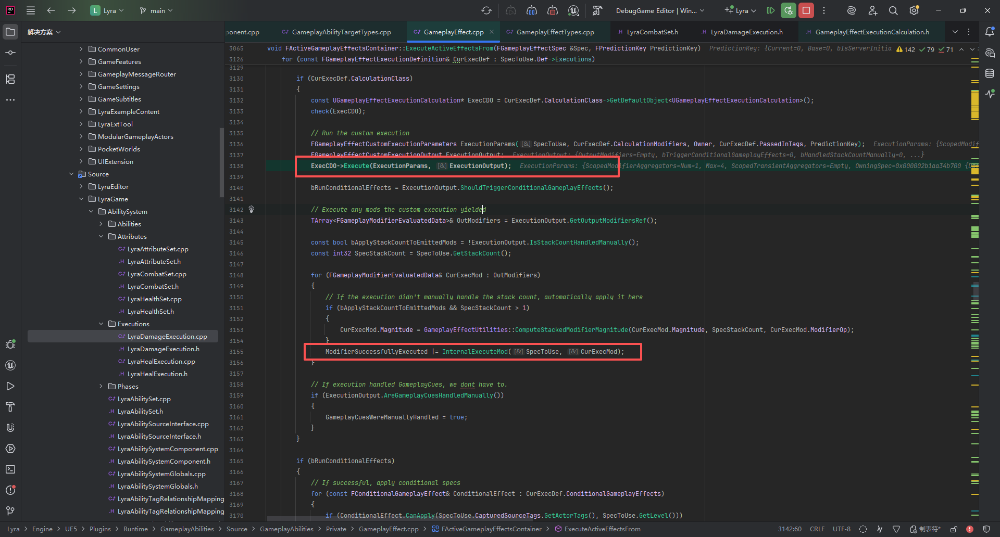 RD
L Lyra
main
DebugGame Editor | Win...
Lyra
解决方案
ponent.cpp
GameplayAbilityTargetTypes.cpp
GameplayEffect.cpp
GameplayEffectTypes.cpp
LyraCombatSet.h
LyraDamageExecution.h
GameplayEffectExecutionCalculation.h
CommonUser
GameFeatures
GameplayMessageRouter
GameSettings
GameSubtitles
LyraExampleContent
LyraExtTool
ModularGameplayActors
PocketWorlds
UIExtension
Source
LyraEditor
LyraGame
AbilitySystem
Abilities
Attributes
LyraAttributeSet.cpp
LyraAttributeSet.h
LyraCombatSet.cpp
LyraCombatSet.h
LyraHealthSet.cpp
LyraHealthSet.h
Executions
LyraDamageExecution.cpp
LyraDamageExecution.h
LyraHealExecution.cpp
LyraHealExecution.h
Phases
LyraAbilitySet.cpp
LyraAbilitySet.h
LyraAbilitySourceInterface.cpp
LyraAbilitySourceInterface.h
LyraAbilitySystemComponent.cpp
LyraAbilitySystemComponent.h
LyraAbilitySystemGlobals.cpp
LyraAbilitySystemGlobals.h
LyraAbilityTagRelationshipMapping
LyraAbilityTagRelationshipMapping
3065 void FActiveGameplayEffectsContainer::ExecuteActiveEffectsFrom(FGameplayEffectSpec &Spec, FPredictionKey PredictionKey) PredictionKey: {Current=0, Base=0, bIsServerInitia 142 79 71
3126 for (const FGameplayEffectExecutionDefinition& CurExecDef : SpecToUse.Def->Executions)
3129
3130 if (CurExecDef.CalculationClass)
3131 {
3132 const UGameplayEffectExecutionCalculation* ExecCDO = CurExecDef.CalculationClass->GetDefaultObject<UGameplayEffectExecutionCalculation>();
3133 check(ExecCDO);
3134
3135 // Run the custom execution
3136 FGameplayEffectCustomExecutionParameters ExecutionParams([&] SpecToUse, CurExecDef.CalculationModifiers, Owner, CurExecDef.PassedInTags, PredictionKey); ExecutionParams: {ScopedModif
3137 FGameplayEffectCustomExecutionOutput ExecutionOutput; ExecutionOutput: {OutputModifiers=Empty, bTriggerConditionalGameplayEffects=0, bHandledStackCountManually=0, ...}
3138 ExecCDO->Execute(ExecutionParams, [&] ExecutionOutput); ExecutionParams: {ScopedModifierAggregators=Num=1, Max=4, ScopedTransientAggregators=Empty, OwningSpec=0x000002b1aa34b700 {D
3139
3140 bRunConditionalEffects = ExecutionOutput.ShouldTriggerConditionalGameplayEffects();
3141
3142 // Execute any mods the custom execution yielded
3143 TArray<FGameplayModifierEvaluatedData>& OutModifiers = ExecutionOutput.GetOutputModifiersRef();
3144
3145 const bool bApplyStackCountToEmittedMods = !ExecutionOutput.IsStackCountHandledManually();
3146 const int32 SpecStackCount = SpecToUse.GetStackCount();
3147
3148 for (FGameplayModifierEvaluatedData& CurExecMod : OutModifiers)
3149 {
3150 // If the execution didn't manually handle the stack count, automatically apply it here
3151 if (bApplyStackCountToEmittedMods && SpecStackCount > 1)
3152 {
3153 CurExecMod.Magnitude = GameplayEffectUtilities::ComputeStackedModifierMagnitude(CurExecMod.Magnitude, SpecStackCount, CurExecMod.ModifierOp);
3154 }
3155 ModifierSuccessfullyExecuted |= InternalExecuteMod([&] SpecToUse, [&] CurExecMod);
3156 }
3157
3158 // If execution handled GameplayCues, we dont have to.
3159 if (ExecutionOutput.AreGameplayCuesHandledManually())
3160 {
3161 GameplayCuesWereManuallyHandled = true;
3162 }
3163 }
3164
3165 if (bRunConditionalEffects)
3166 {
3167 // If successful, apply conditional specs
3168 for (const FConditionalGameplayEffect& ConditionalEffect : CurExecDef.ConditionalGameplayEffects)
3169 {
3170 if (ConditionalEffect.CanApply(SpecToUse.CapturedSourceTags.GetActorTags(), SpecToUse.GetLevel()))
Lyra > Engine > UE5 > Plugins > Runtime > GameplayAbilities > Source > GameplayAbilities > Private > GameplayEffect.cpp > FActiveGameplayEffectsContainer > ExecuteActiveEffectsFrom
3142:60 CRLF UTF-8 制表符*